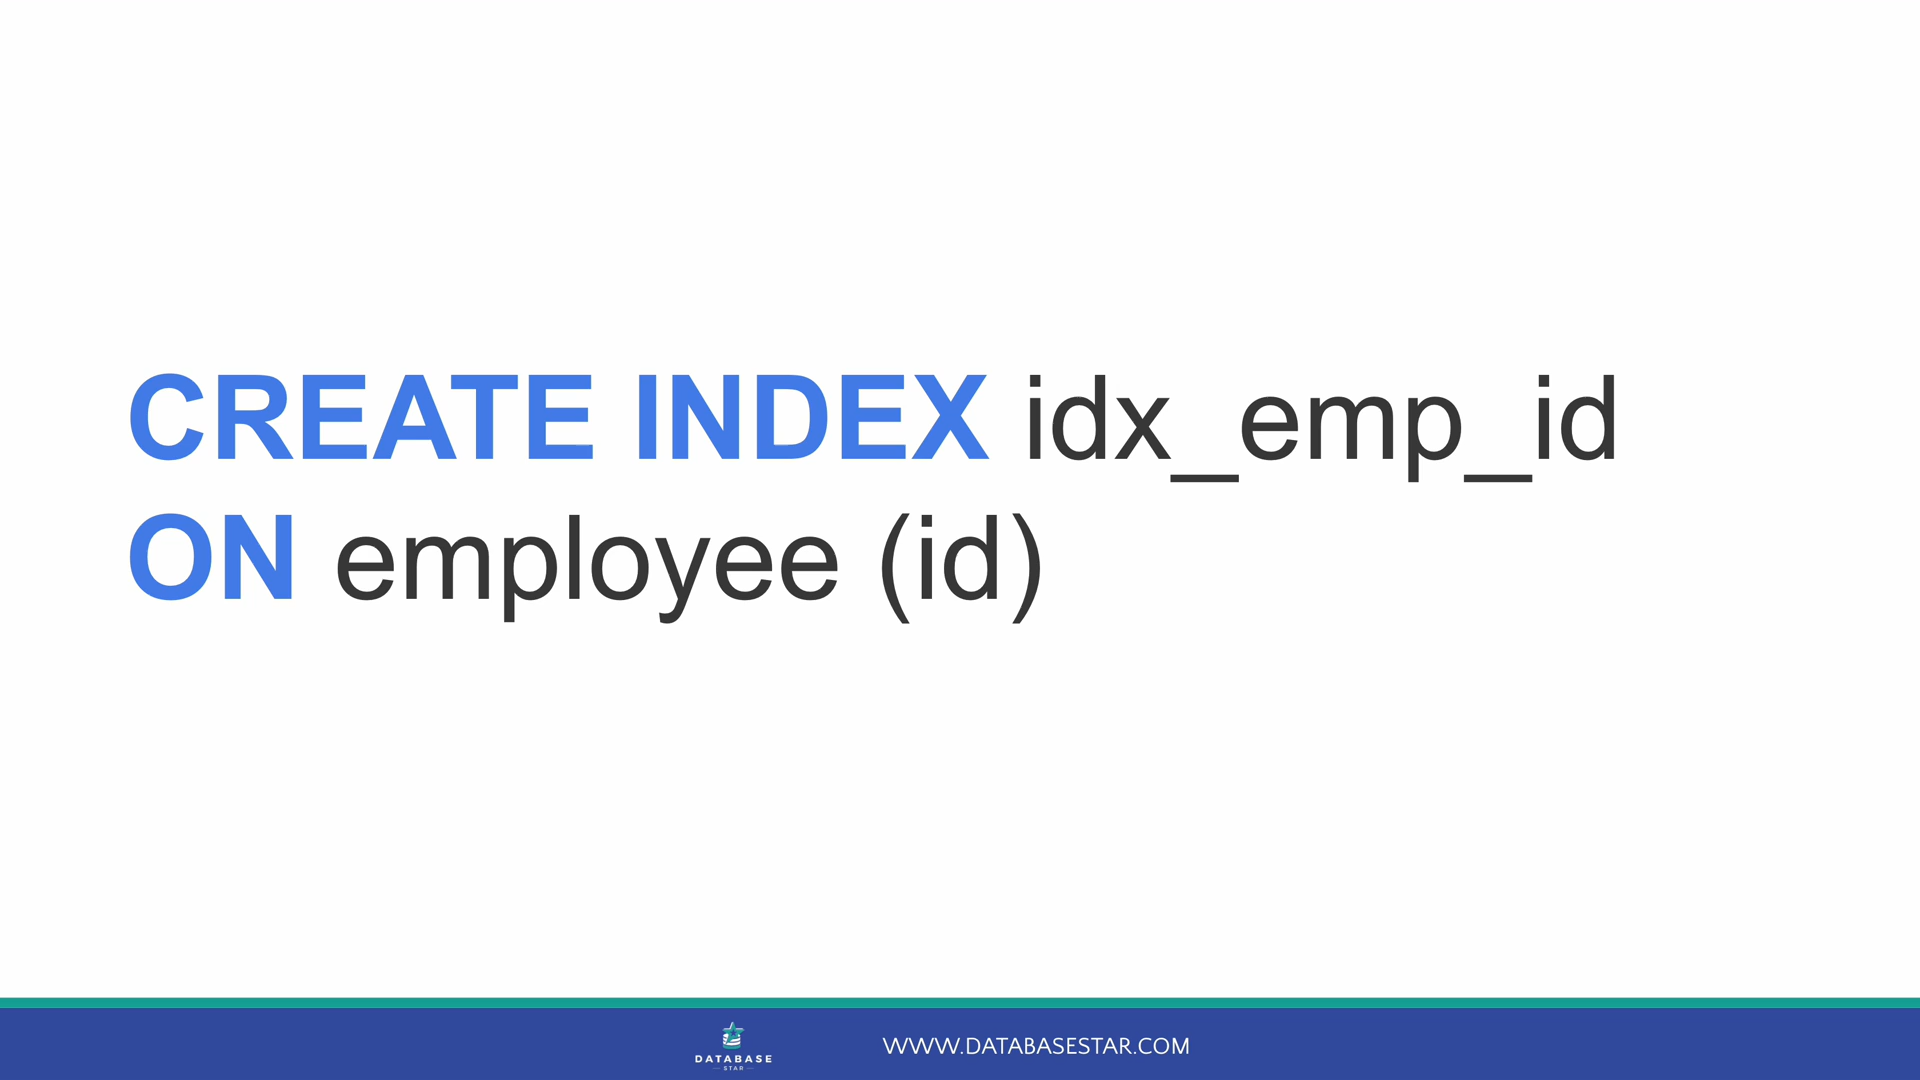 CREATE INDEX idx_emp_id
ON employee (id)
DATABASE
STAR
WWW.DATABASESTAR.COM